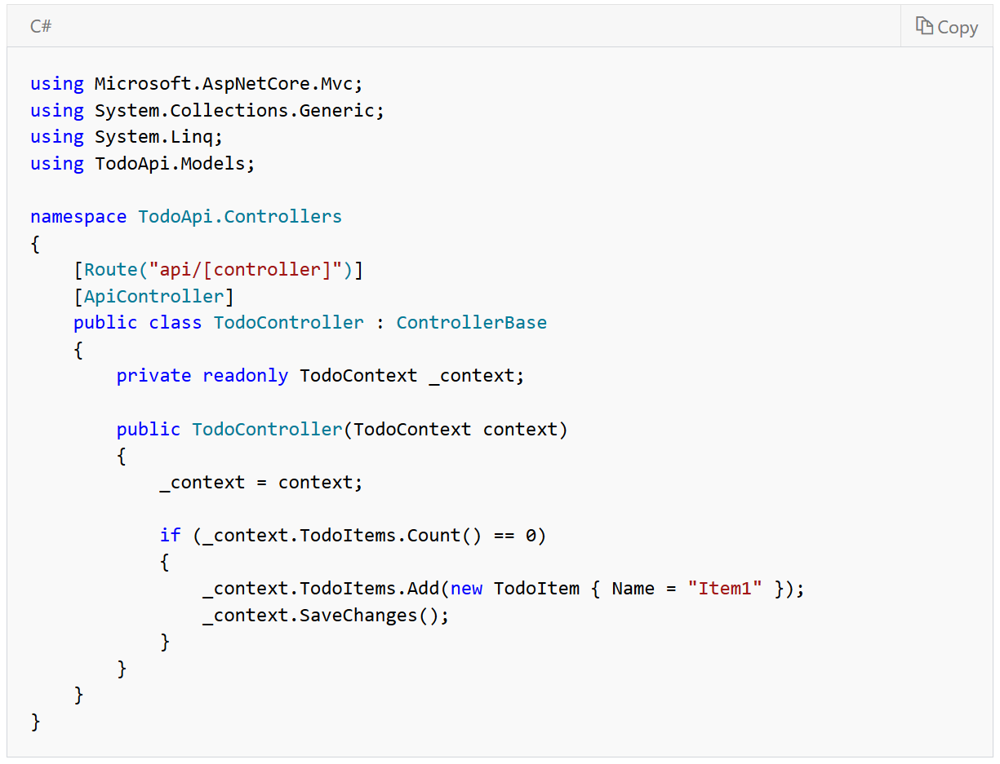 C#
Copy
using Microsoft.AspNetCore.Mvc;
using System.Collections.Generic;
using System.Linq;
using TodoApi.Models;

namespace TodoApi.Controllers
{
    [Route("api/[controller]")]
    [ApiController]
    public class TodoController : ControllerBase
    {
        private readonly TodoContext _context;

        public TodoController(TodoContext context)
        {
            _context = context;

            if (_context.TodoItems.Count() == 0)
            {
                _context.TodoItems.Add(new TodoItem { Name = "Item1" });
                _context.SaveChanges();
            }
        }
    }
}